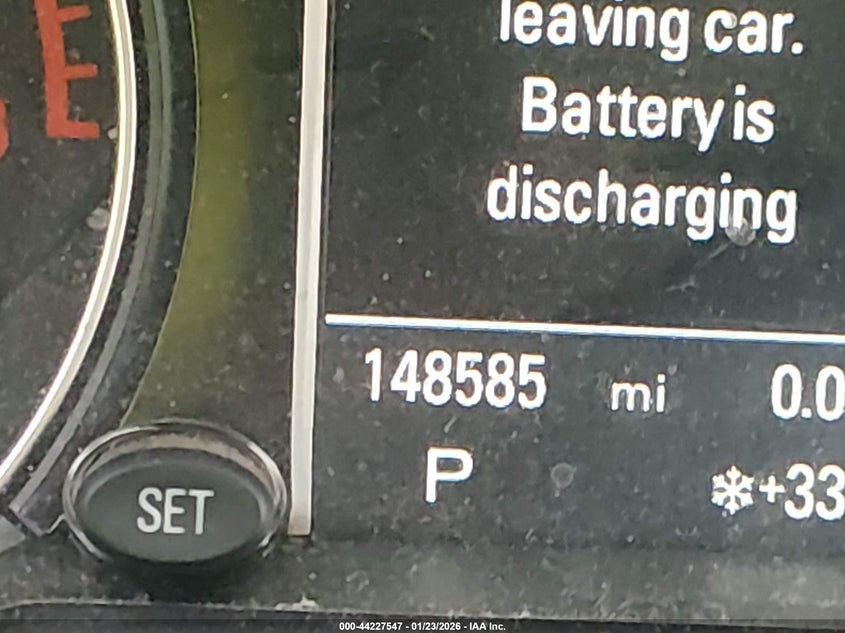 E
leaving car.
Battery is
discharging
148585 mi 0.0
P ❄+33
SET
000-44227547 - 01/23/2026 - IAA Inc.